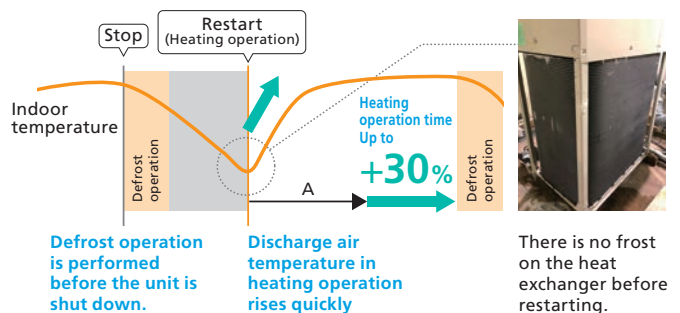 Stop
Restart
(Heating operation)
Indoor
temperature
Defrost
operation
Heating
operation time
Up to
+30%
A
Defrost
operation
Defrost operation
is performed
before the unit is
shut down.
Discharge air
temperature in
heating operation
rises quickly
There is no frost
on the heat
exchanger before
restarting.